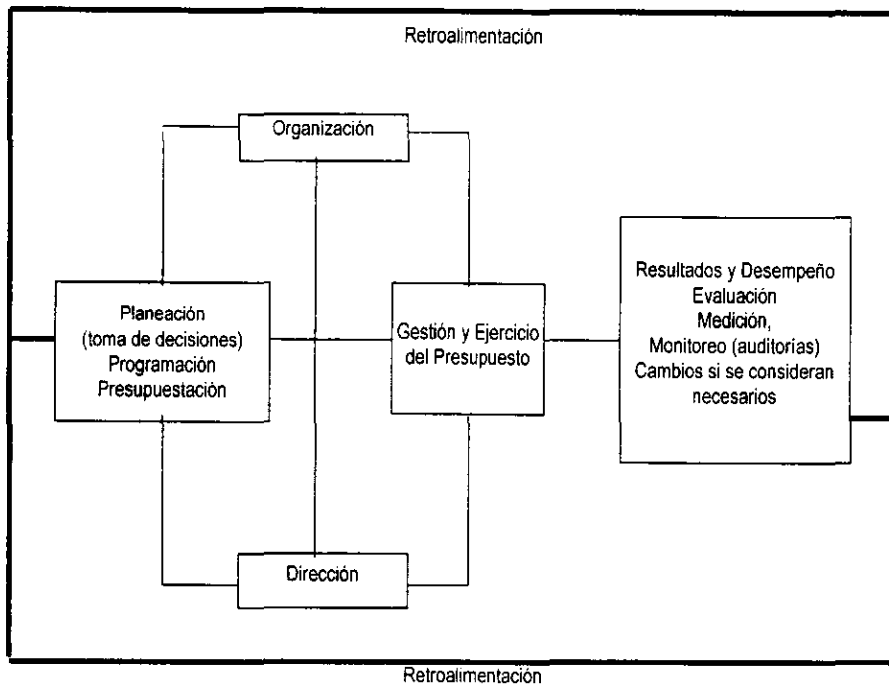 Retroalimentación
Organización
Planeación
(toma de decisiones)
Programación
Presupuestación
Gestión y Ejercicio
del Presupuesto
Resultados y Desempeño
Evaluación
Medición,
Monitoreo (auditorías)
Cambios si se consideran
necesarios
Dirección
Retroalimentación